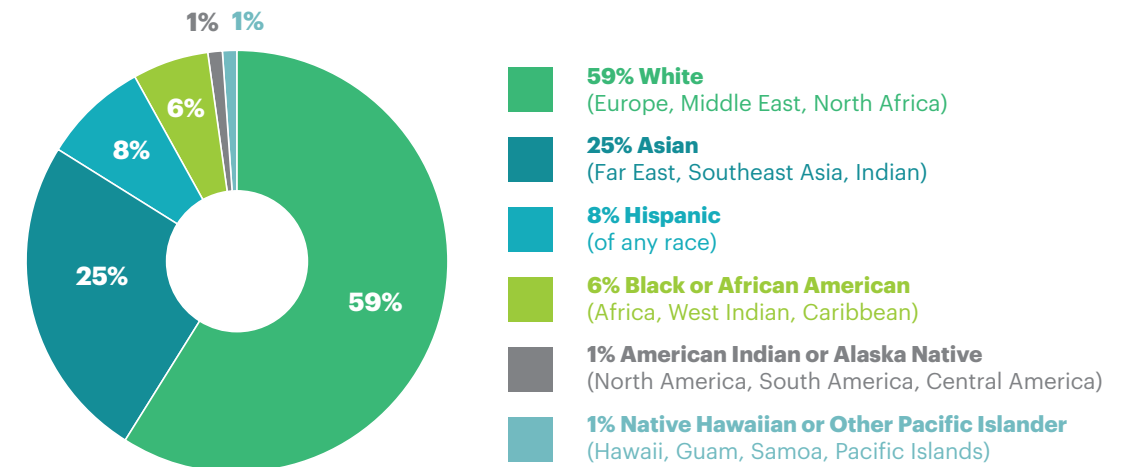 1% 1%
6%
8%
25%
59%
59% White
(Europe, Middle East, North Africa)
25% Asian
(Far East, Southeast Asia, Indian)
8% Hispanic
(of any race)
6% Black or African American
(Africa, West Indian, Caribbean)
1% American Indian or Alaska Native
(North America, South America, Central America)
1% Native Hawaiian or Other Pacific Islander
(Hawaii, Guam, Samoa, Pacific Islands)